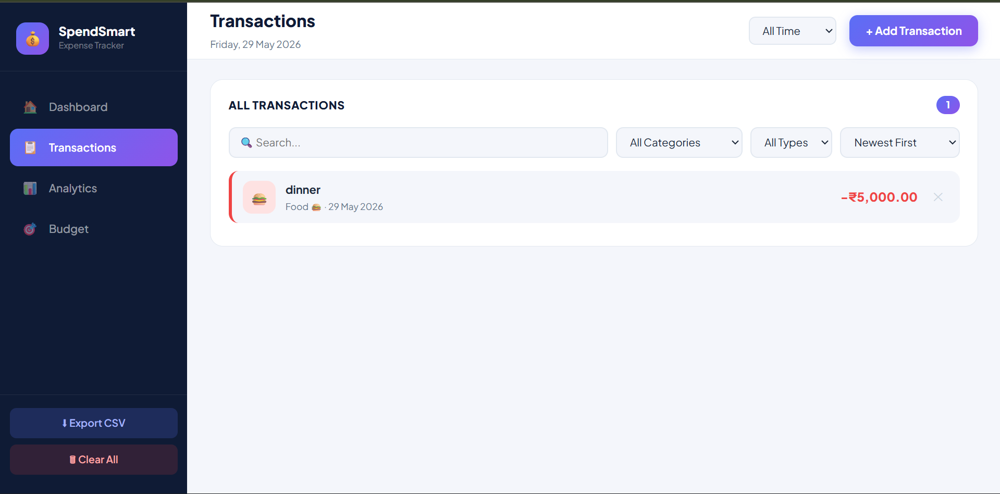 SpendSmart
Expense Tracker
Dashboard
Transactions
Analytics
Budget
⬇ Export CSV
🗑 Clear All
Transactions
Friday, 29 May 2026
All Time
+ Add Transaction
ALL TRANSACTIONS
1
🔍 Search...
All Categories
All Types
Newest First
dinner
Food 🍔 · 29 May 2026
-₹5,000.00